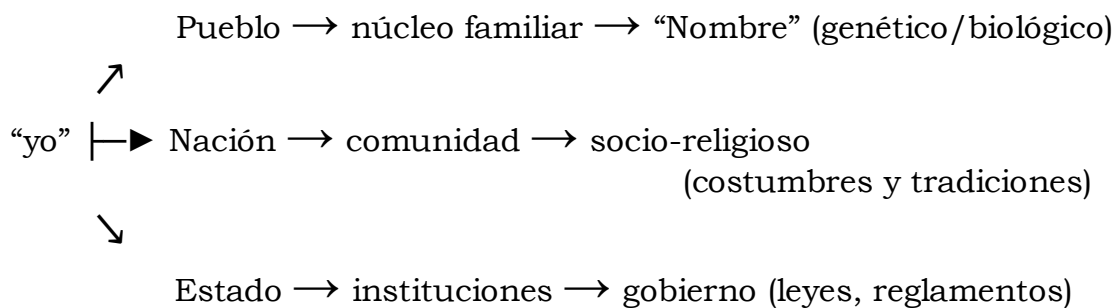 Pueblo → núcleo familiar → “Nombre” (genético/biológico)
“yo” Nación → comunidad → socio-religioso
(costumbres y tradiciones)
Estado → instituciones → gobierno (leyes, reglamentos)